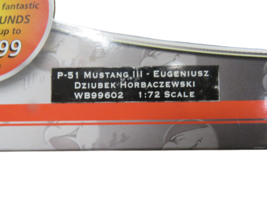 fantastic
UNDS
up to
99
P-51 MUSTANG III - EUGENIUSZ
DZIUBEK HORBACZEWSKI
WB99602 1:72 SCALE